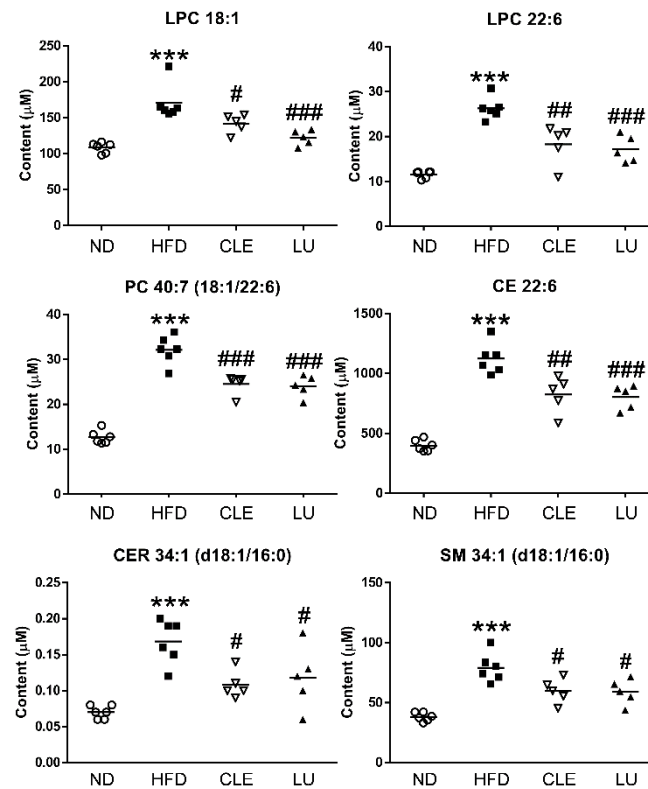 LPC 18:1
Content (µM)
250
200
150
100
50
0
***
#
###
ND HFD CLE LU
LPC 22:6
Content (µM)
40
30
20
10
0
***
##
###
ND HFD CLE LU
PC 40:7 (18:1/22:6)
Content (µM)
40
30
20
10
0
***
###
###
ND HFD CLE LU
CE 22:6
Content (µM)
1500
1000
500
0
***
##
###
ND HFD CLE LU
CER 34:1 (d18:1/16:0)
Content (µM)
0.25
0.20
0.15
0.10
0.05
0.00
***
#
#
ND HFD CLE LU
SM 34:1 (d18:1/16:0)
Content (µM)
150
100
50
0
***
#
#
ND HFD CLE LU